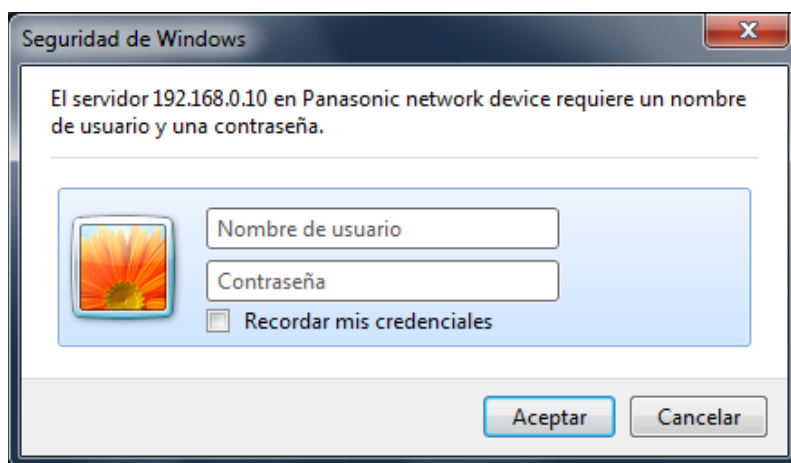 Seguridad de Windows
El servidor 192.168.0.10 en Panasonic network device requiere un nombre
de usuario y una contraseña.
Nombre de usuario
Contraseña
Recordar mis credenciales
Aceptar Cancelar